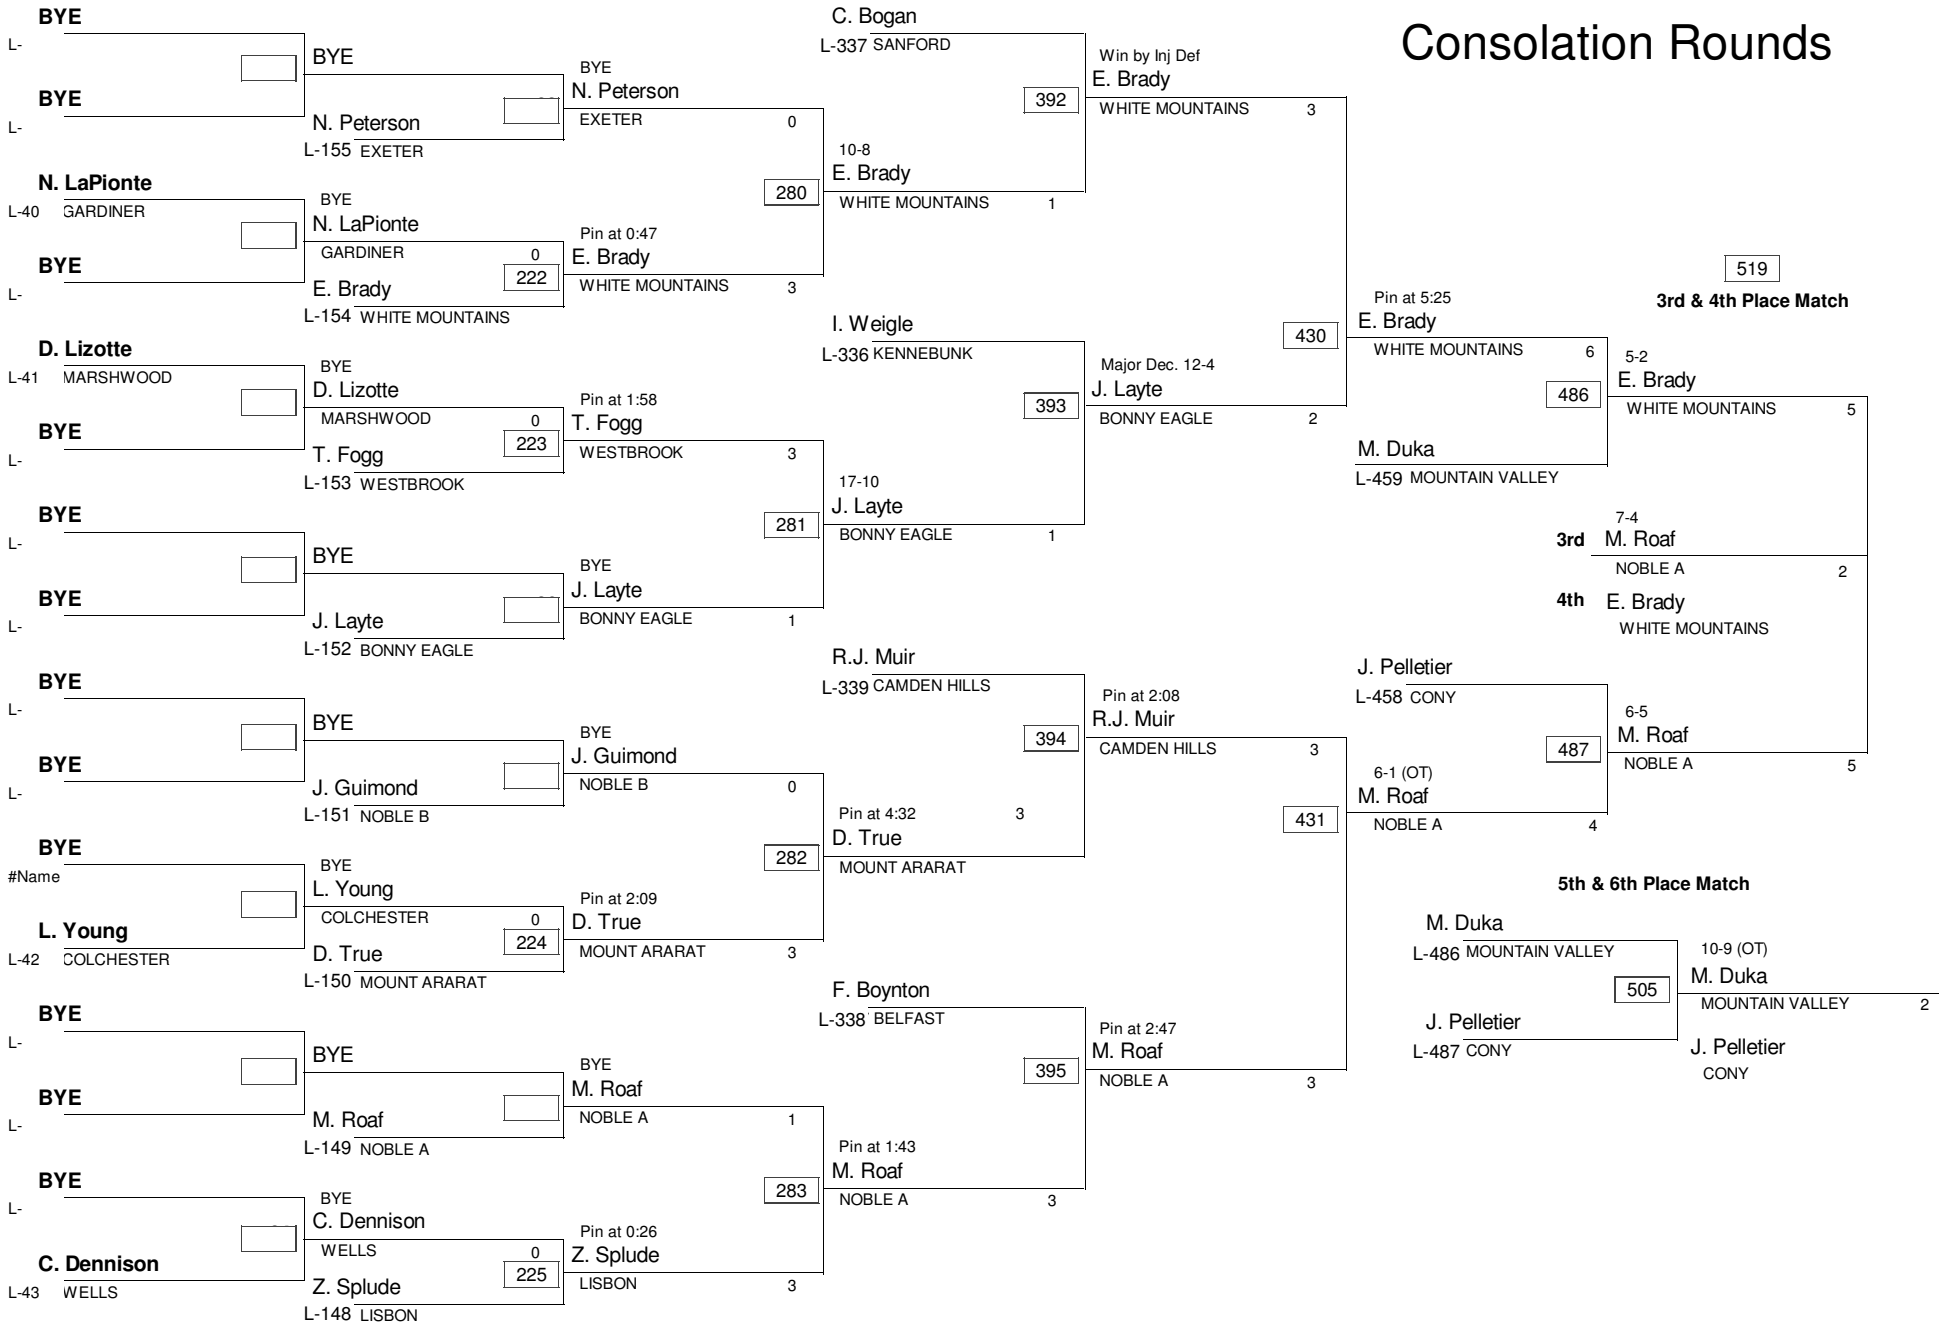 Consolation Rounds
BYE
L-
BYE
L-
N. LaPionte
L-40 GARDINER
BYE
L-
D. Lizotte
L-41 MARSHWOOD
BYE
L-
BYE
L-
BYE
L-
BYE
L-
BYE
L-
BYE
#Name
L. Young
L-42 COLCHESTER
BYE
L-
BYE
L-
BYE
L-
C. Dennison
L-43 WELLS
BYE
N. Peterson
L-155 EXETER
BYE
N. LaPionte
GARDINER 0
222
E. Brady
L-154 WHITE MOUNTAINS
BYE
D. Lizotte
MARSHWOOD 0
223
T. Fogg
L-153 WESTBROOK
BYE
J. Layte
L-152 BONNY EAGLE
BYE
J. Guimond
L-151 NOBLE B
BYE
L. Young
COLCHESTER 0
224
D. True
L-150 MOUNT ARARAT
BYE
M. Roaf
L-149 NOBLE A
BYE
C. Dennison
WELLS 0
225
Z. Splude
L-148 LISBON
BYE
N. Peterson
EXETER 0
280
Pin at 0:47
E. Brady
WHITE MOUNTAINS 3
Pin at 1:58
T. Fogg
WESTBROOK 3
281
BYE
J. Layte
BONNY EAGLE 1
BYE
J. Guimond
NOBLE B 0
282
Pin at 2:09
D. True
MOUNT ARARAT 3
BYE
M. Roaf
NOBLE A 1
283
Pin at 0:26
Z. Splude
LISBON 3
C. Bogan
L-337 SANFORD
392
10-8
E. Brady
WHITE MOUNTAINS 1
I. Weigle
L-336 KENNEBUNK
393
17-10
J. Layte
BONNY EAGLE 1
R.J. Muir
L-339 CAMDEN HILLS
394
Pin at 4:32 3
D. True
MOUNT ARARAT
F. Boynton
L-338 BELFAST
395
Pin at 1:43
M. Roaf
NOBLE A 3
Win by Inj Def
E. Brady
WHITE MOUNTAINS 3
430
Major Dec. 12-4
J. Layte
BONNY EAGLE 2
Pin at 2:08
R.J. Muir
CAMDEN HILLS 3
431
Pin at 2:47
M. Roaf
NOBLE A 3
Pin at 5:25
E. Brady
WHITE MOUNTAINS 6
486
M. Duka
L-459 MOUNTAIN VALLEY
J. Pelletier
L-458 CONY
487
6-1 (OT)
M. Roaf
NOBLE A 4
519
3rd & 4th Place Match
5-2
E. Brady
WHITE MOUNTAINS 5
7-4
3rd M. Roaf
NOBLE A 2
4th E. Brady
WHITE MOUNTAINS
6-5
M. Roaf
NOBLE A 5
5th & 6th Place Match
M. Duka
L-486 MOUNTAIN VALLEY
505
J. Pelletier
L-487 CONY
10-9 (OT)
M. Duka
MOUNTAIN VALLEY 2
J. Pelletier
CONY